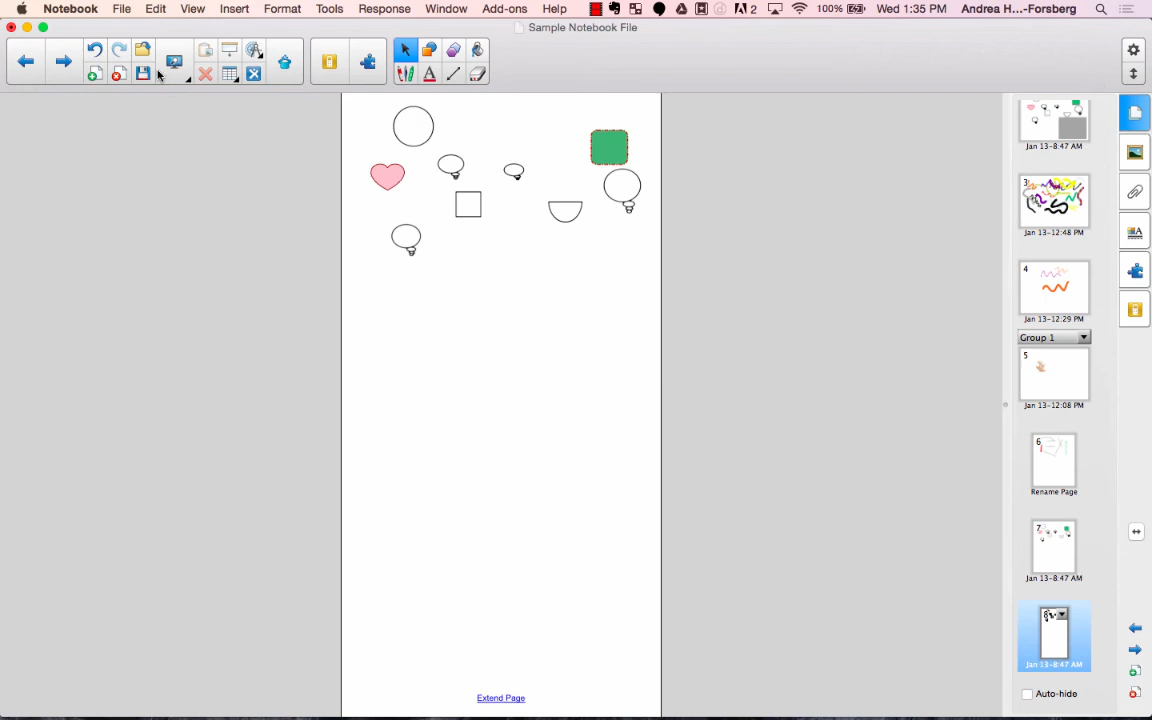 Notebook File Edit View Insert Format Tools Response Window Add-ons Help 2 100% Wed 1:35 PM Andrea H...-Forsberg
Sample Notebook File
Jan 13-8:47 AM
3
Jan 13-12:48 PM
4
Jan 13-12:29 PM
Group 1
5
Jan 13-12:08 PM
6
Rename Page
7
Jan 13-8:47 AM
8
Jan 13-8:47 AM
Auto-hide
Extend Page